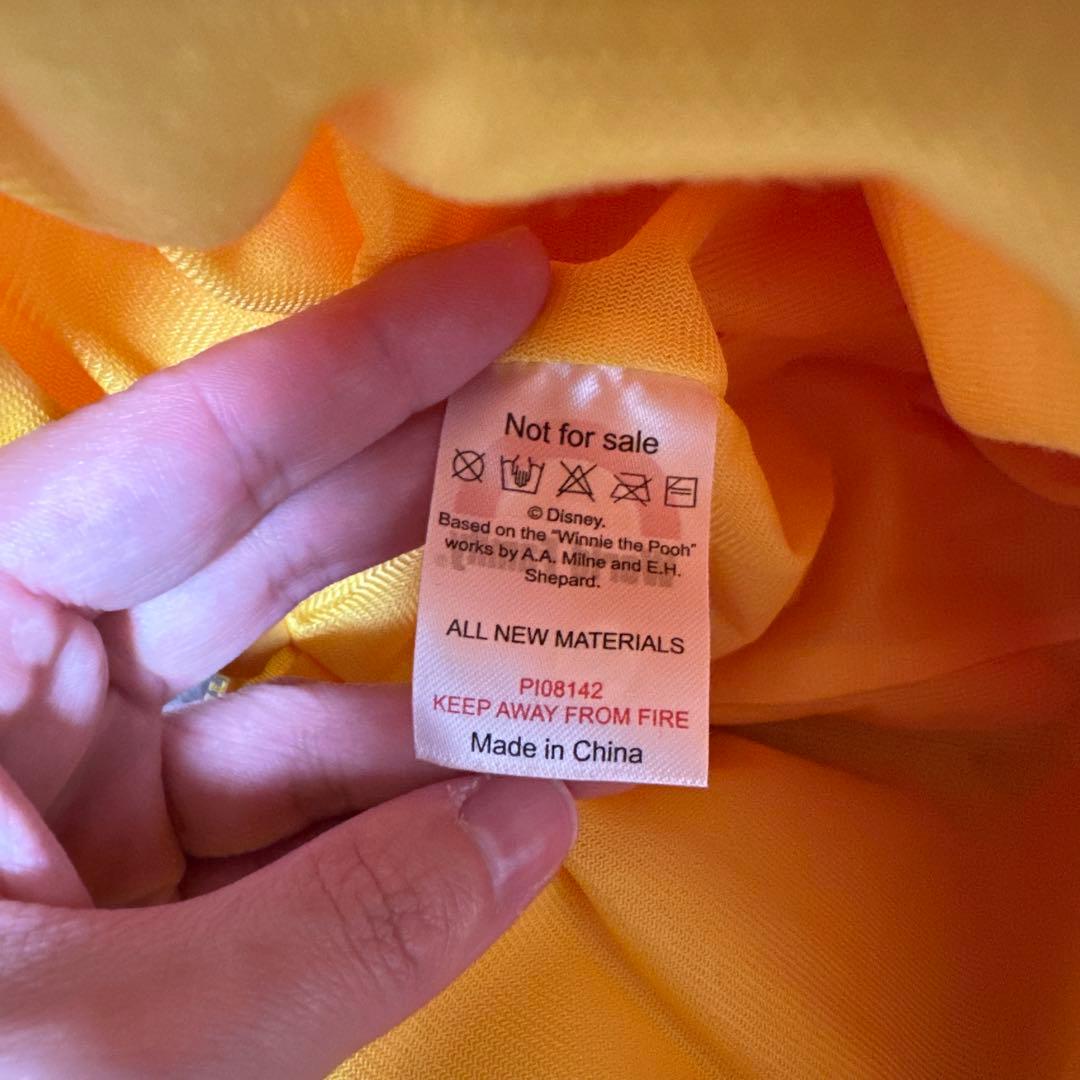 Not for sale
© Disney.
Based on the "Winnie the Pooh"
works by A.A. Milne and E.H.
Shepard.
ALL NEW MATERIALS
PI08142
KEEP AWAY FROM FIRE
Made in China